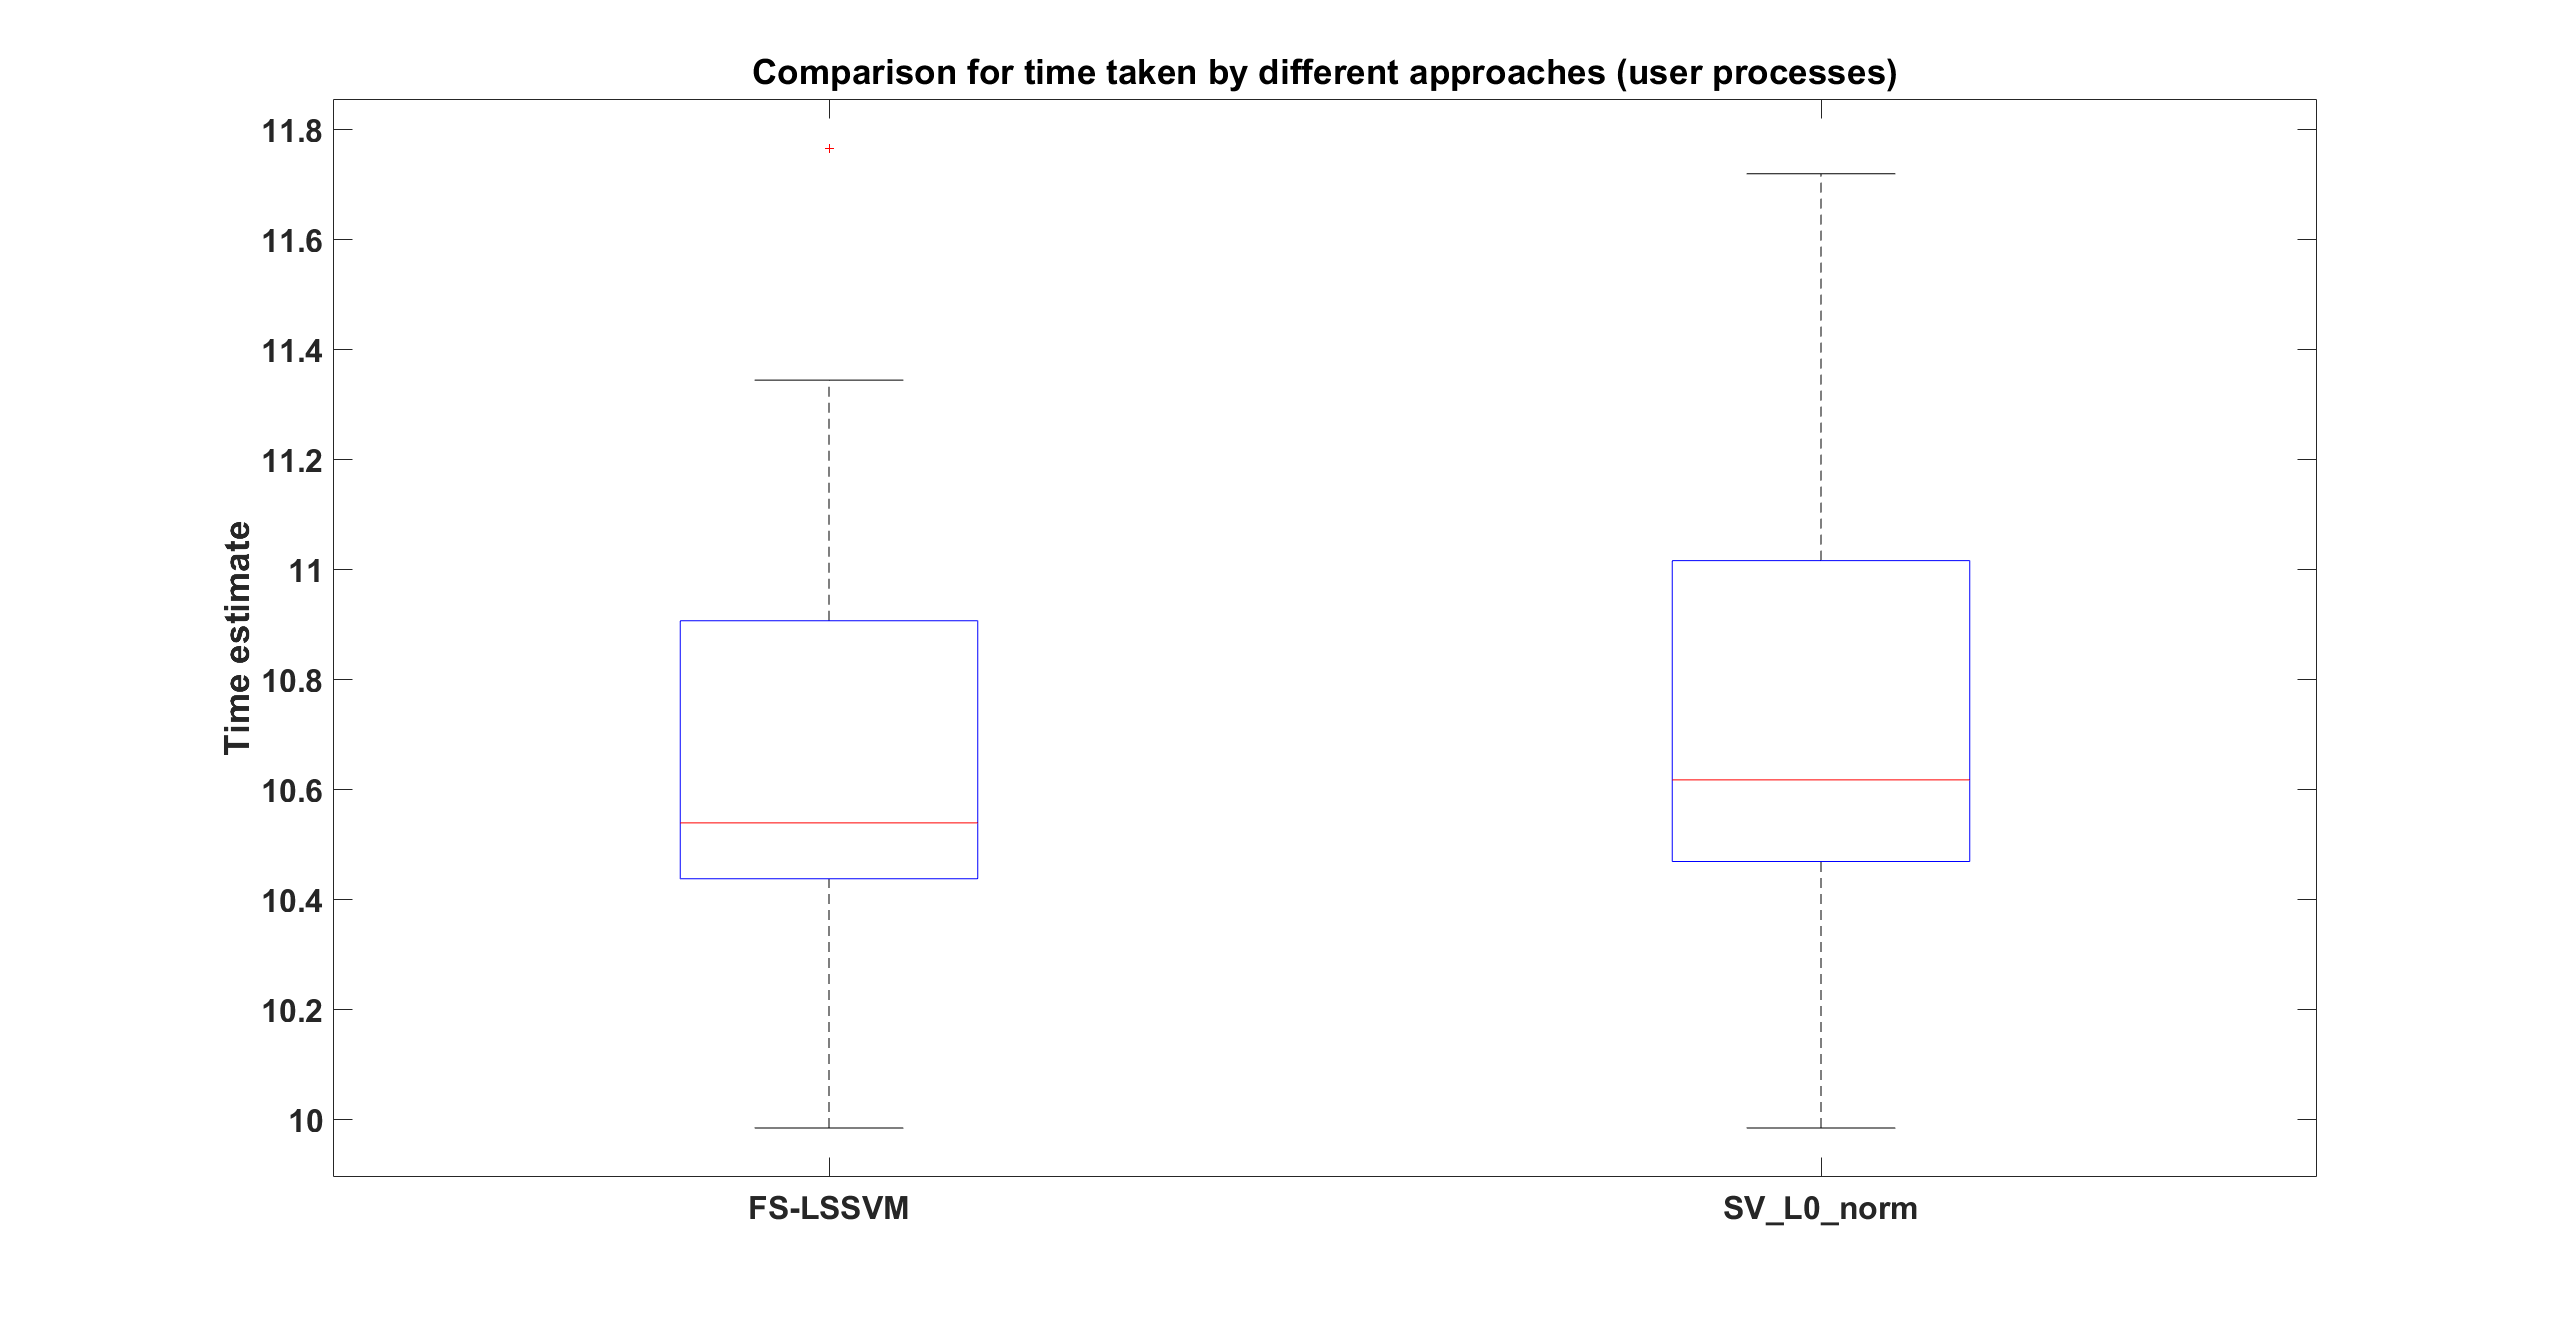 Comparison for time taken by different approaches (user processes)
Time estimate
11.8
11.6
11.4
11.2
11
10.8
10.6
10.4
10.2
10
FS-LSSVM
SV_L0_norm